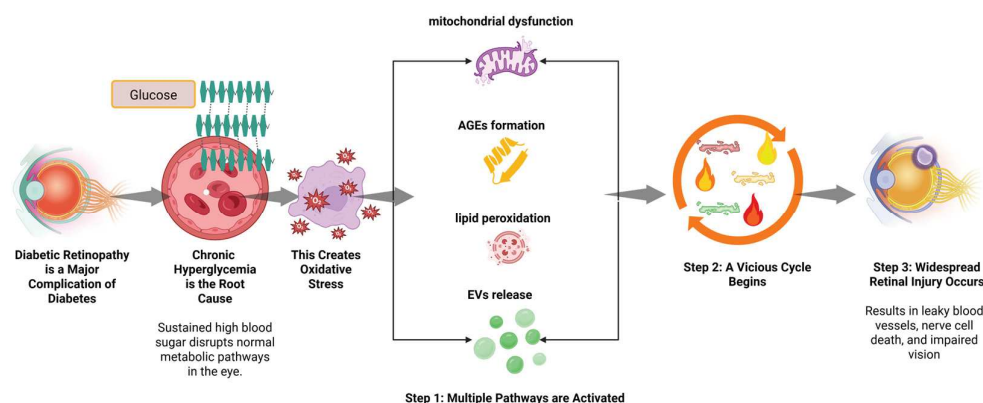 mitochondrial dysfunction
Glucose
AGEs formation
lipid peroxidation
EVs release
Diabetic Retinopathy
is a Major
Complication of
Diabetes
Chronic
Hyperglycemia
is the Root
Cause
Sustained high blood
sugar disrupts normal
metabolic pathways
in the eye.
This Creates
Oxidative
Stress
Step 1: Multiple Pathways are Activated
Step 2: A Vicious Cycle
Begins
Step 3: Widespread
Retinal Injury Occurs
Results in leaky blood
vessels, nerve cell
death, and impaired
vision